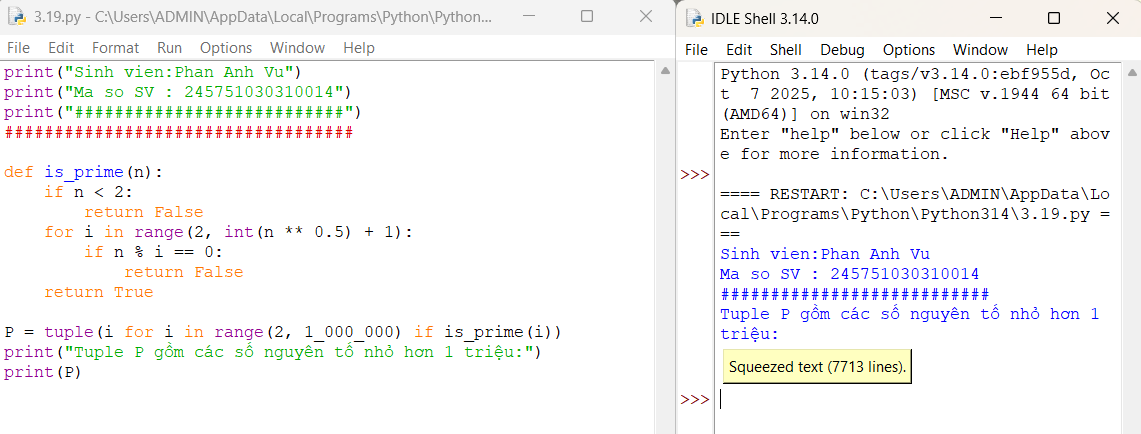 3.19.py - C:\Users\ADMIN\AppData\Local\Programs\Python\Python...
File Edit Format Run Options Window Help
print("Sinh vien:Phan Anh Vu")
print("Ma so SV : 245751030310014")
print("###########################")
###################################
def is_prime(n):
    if n < 2:
        return False
    for i in range(2, int(n ** 0.5) + 1):
        if n % i == 0:
            return False
    return True
P = tuple(i for i in range(2, 1_000_000) if is_prime(i))
print("Tuple P gồm các số nguyên tố nhỏ hơn 1 triệu:")
print(P)
IDLE Shell 3.14.0
File Edit Shell Debug Options Window Help
Python 3.14.0 (tags/v3.14.0:ebf955d, Oc
t  7 2025, 10:15:03) [MSC v.1944 64 bit
(AMD64)] on win32
Enter "help" below or click "Help" abov
e for more information.
>>>
==== RESTART: C:\Users\ADMIN\AppData\Lo
cal\Programs\Python\Python314\3.19.py =
==
Sinh vien:Phan Anh Vu
Ma so SV : 245751030310014
###########################
Tuple P gồm các số nguyên tố nhỏ hơn 1
triệu:
Squeezed text (7713 lines).
>>>